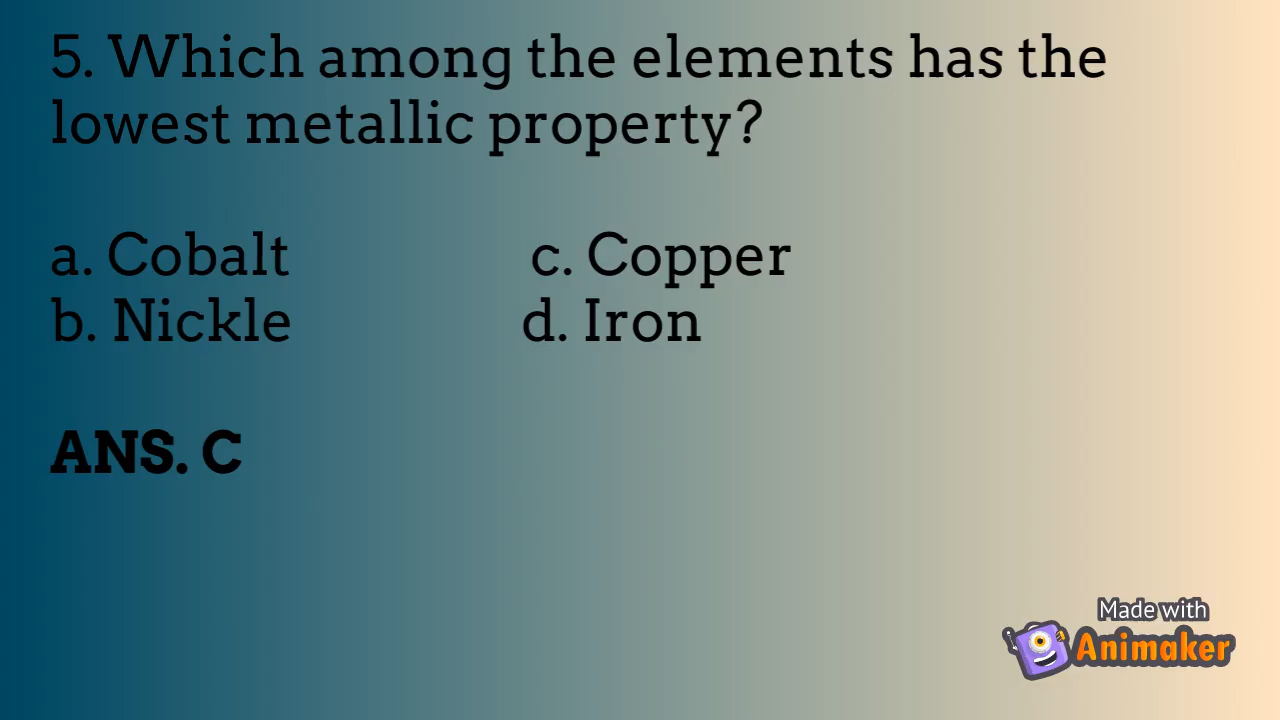 5. Which among the elements has the
lowest metallic property?
a. Cobalt c. Copper
b. Nickle d. Iron
ANS. C
Made with
Animaker